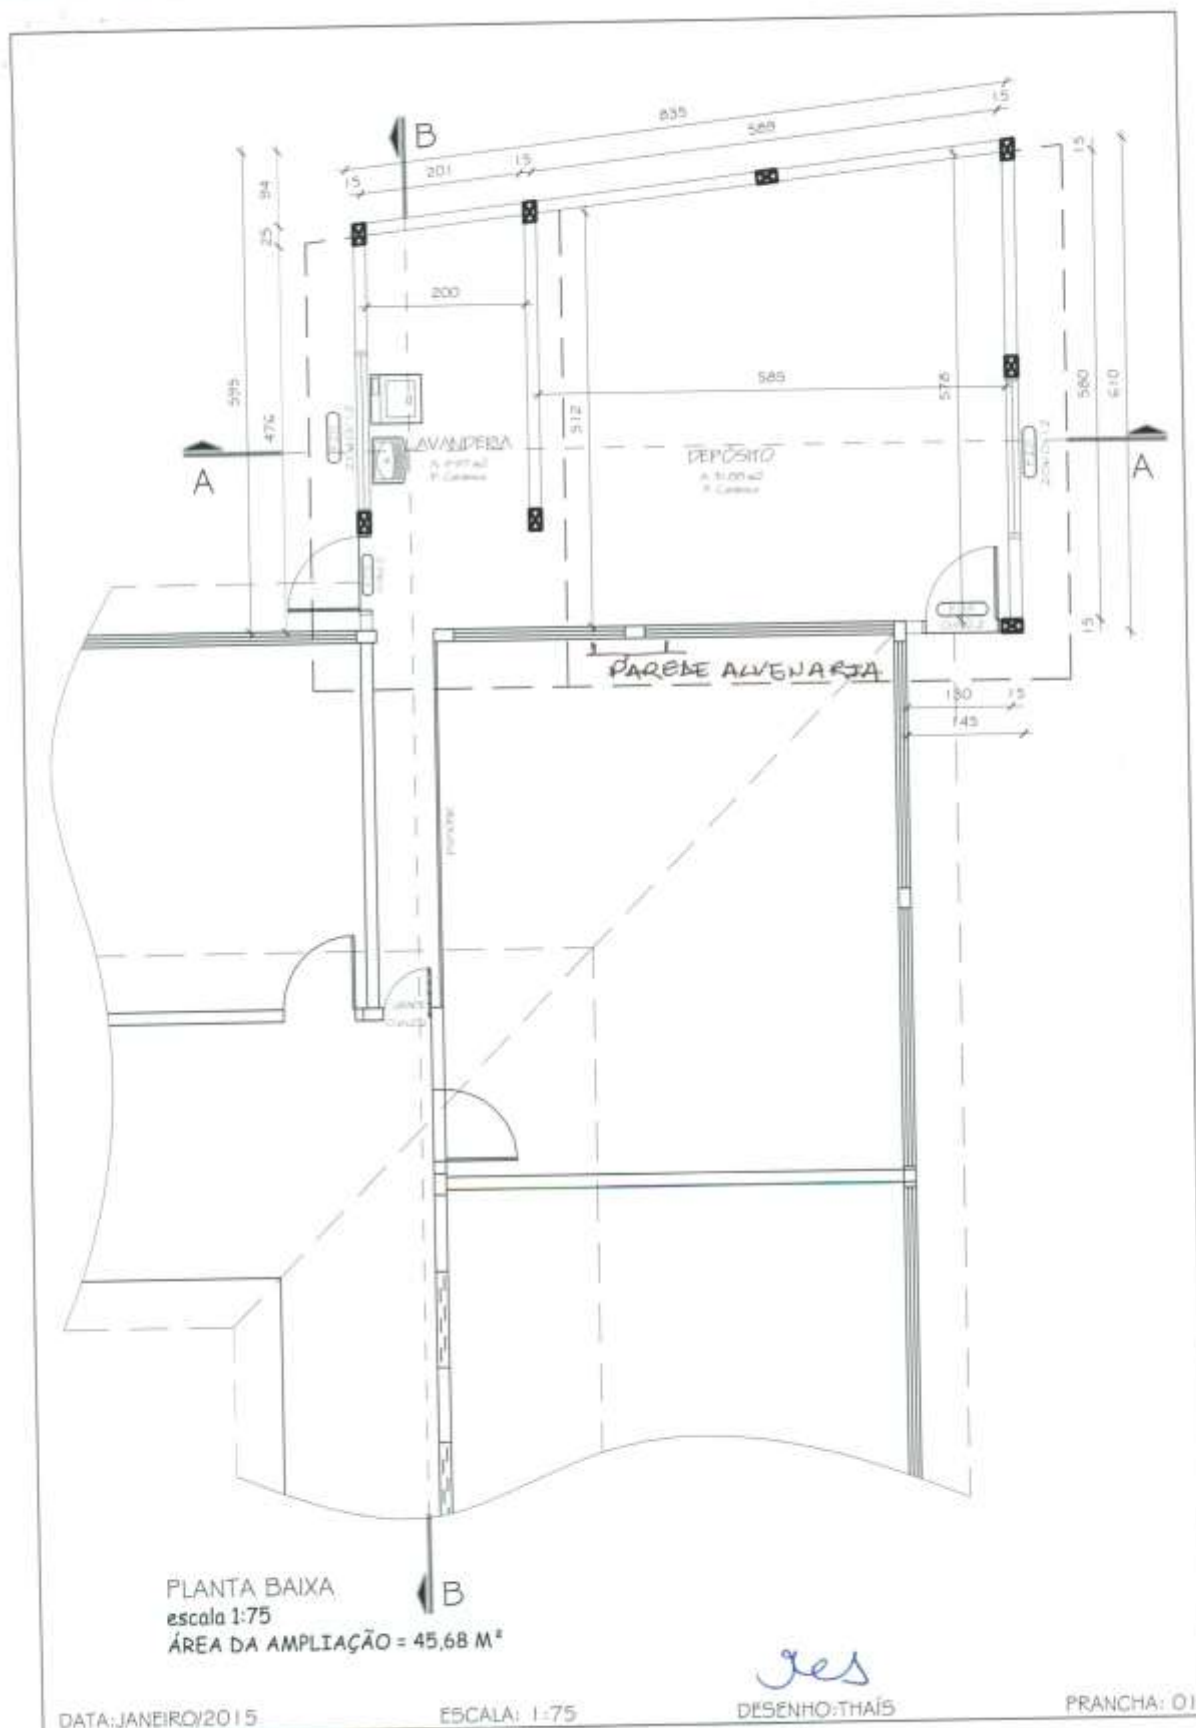 835
15
589
B
15
201
15
94
25
15
200
595
476
585
512
578
580
610
A
LAVANDERIA
DEPÓSITO
A
PAREDE ALVENARIA
15
130
15
145
PLANTA BAIXA
B
escala 1:75
ÁREA DA AMPLIAÇÃO = 45,68 M²
DATA:JANEIRO/2015
ESCALA: 1:75
DESENHO:THAÍS
PRANCHA: 01